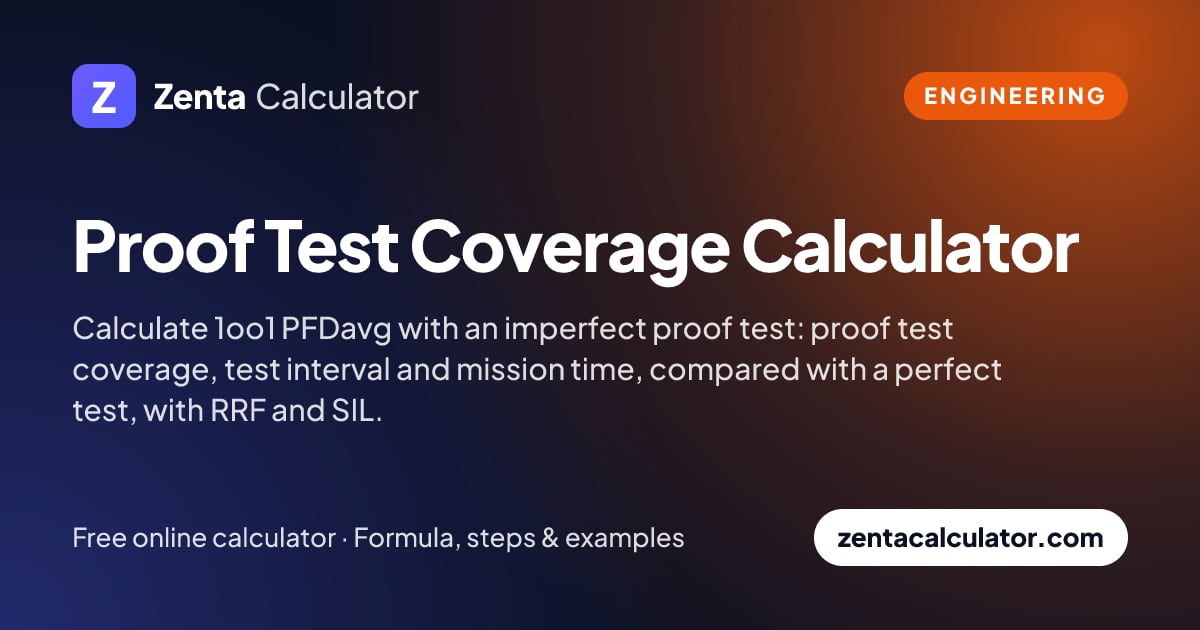 Z
Zenta Calculator
ENGINEERING
Proof Test Coverage Calculator
Calculate 1oo1 PFDavg with an imperfect proof test: proof test
coverage, test interval and mission time, compared with a perfect
test, with RRF and SIL.
Free online calculator · Formula, steps & examples
zentacalculator.com